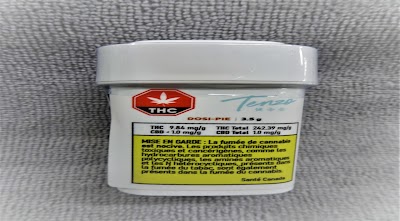 THC
Tenzo
DOSI-PIE | 3.5 g
THC 9.84 mg/g THC Total 242.39 mg/g
CBD <1.0 mg/g CBD Total 1.0 mg/g
MISE EN GARDE : La fumée de cannabis
est nocive. Les produits chimiques
toxiques et cancérigènes, comme les
hydrocarbures aromatiques
polycycliques, les amines aromatiques
et les N hétérocycliques, présents dans
la fumée du tabac, sont également
présents dans la fumée du cannabis.
Santé Canada